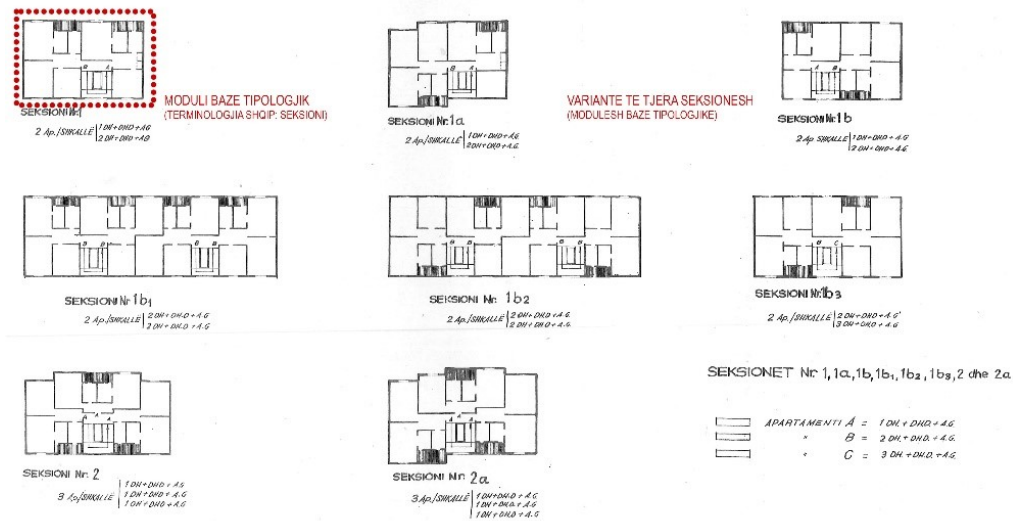 SEKSIONI Nr.1
2 Ap./SHKALLË 1 DH+DHD+A.G
2 DH+DHD+A.G
MODULI BAZE TIPOLOGJIK
(TERMINOLOGJIA SHQIP: SEKSIONI)
SEKSIONI Nr.1a
2 Ap./SHKALLË 1 DH+DHD+A.G
2 DH+DHD+A.G.
VARIANTE TE TJERA SEKSIONESH
(MODULESH BAZE TIPOLOGJIKE)
SEKSIONI Nr.1b
2 Ap SHKALLË 1 DH+DHD+A.G
2 DH+DHD+A.G.
SEKSIONI Nr 1b1
2 Ap./SHKALLË 2 DH+DH.D+A.G
2 DH+DH.D+A.G
SEKSIONI Nr. 1b2
2 Ap./SHKALLË 2 DH+DHD+A.G.
2 DH+DHD+A.G.
SEKSIONI Nr.1b3
2 Ap./SHKALLË 2 DH+DHD+A.G
3 DH+DHD+A.G
SEKSIONI Nr. 2
3 Ap/SHKALLË 1 DH+DHD+A.G
1 DH+DHD+A.G
1 DH+DHD+A.G
SEKSIONI Nr. 2a
3 Ap./SHKALLË 1 DH+DH.D+A.G
1 DH+DH.D+A.G
1 DH+DHD+A.G
SEKSIONET Nr 1, 1a, 1b, 1b1, 1b2, 1b3, 2 dhe 2a
APARTAMENTI A = 1 DH.+DHD.+A.G.
" B = 2 DH.+DHD.+A.G.
" C = 3 DH.+DH.D.+A.G.